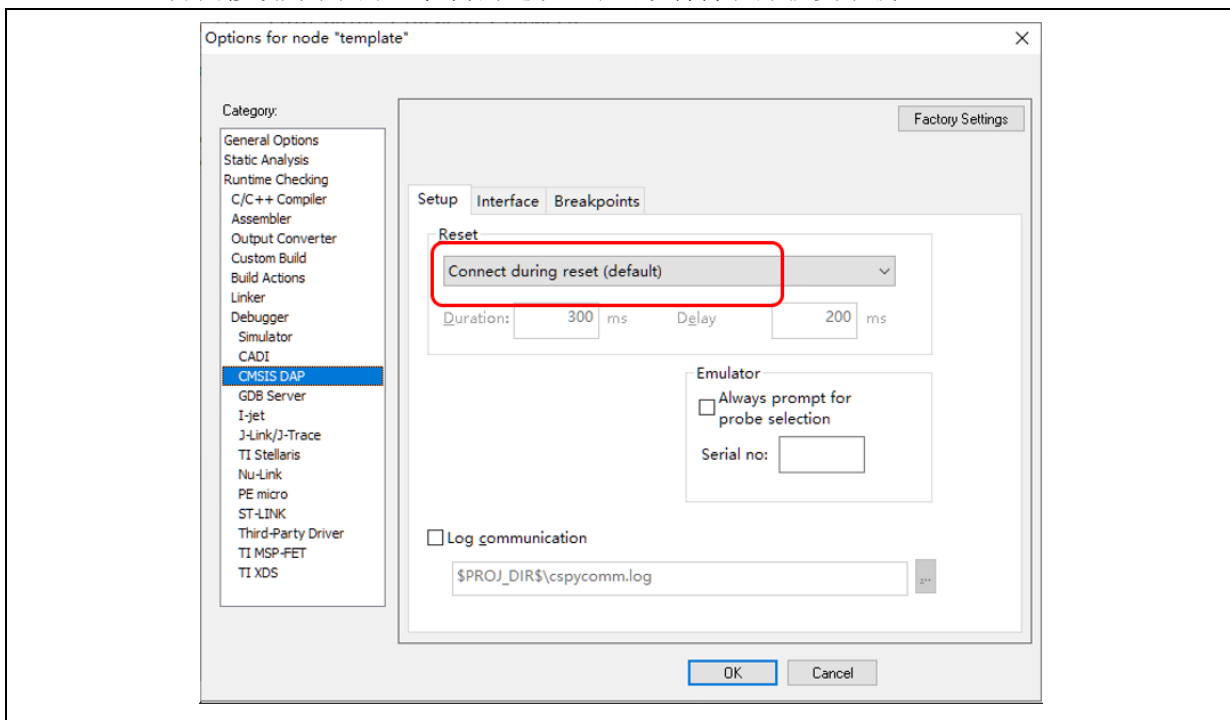 Options for node "template"
Category:
Factory Settings
General Options
Static Analysis
Runtime Checking
C/C++ Compiler
Assembler
Output Converter
Custom Build
Build Actions
Linker
Debugger
Simulator
CADI
CMSIS DAP
GDB Server
I-jet
J-Link/J-Trace
TI Stellaris
Nu-Link
PE micro
ST-LINK
Third-Party Driver
TI MSP-FET
TI XDS
Setup Interface Breakpoints
Reset
Connect during reset (default)
Duration: 300 ms Delay 200 ms
Emulator
Always prompt for
probe selection
Serial no:
Log communication
$PROJ_DIR$\cspycomm.log
...
OK Cancel